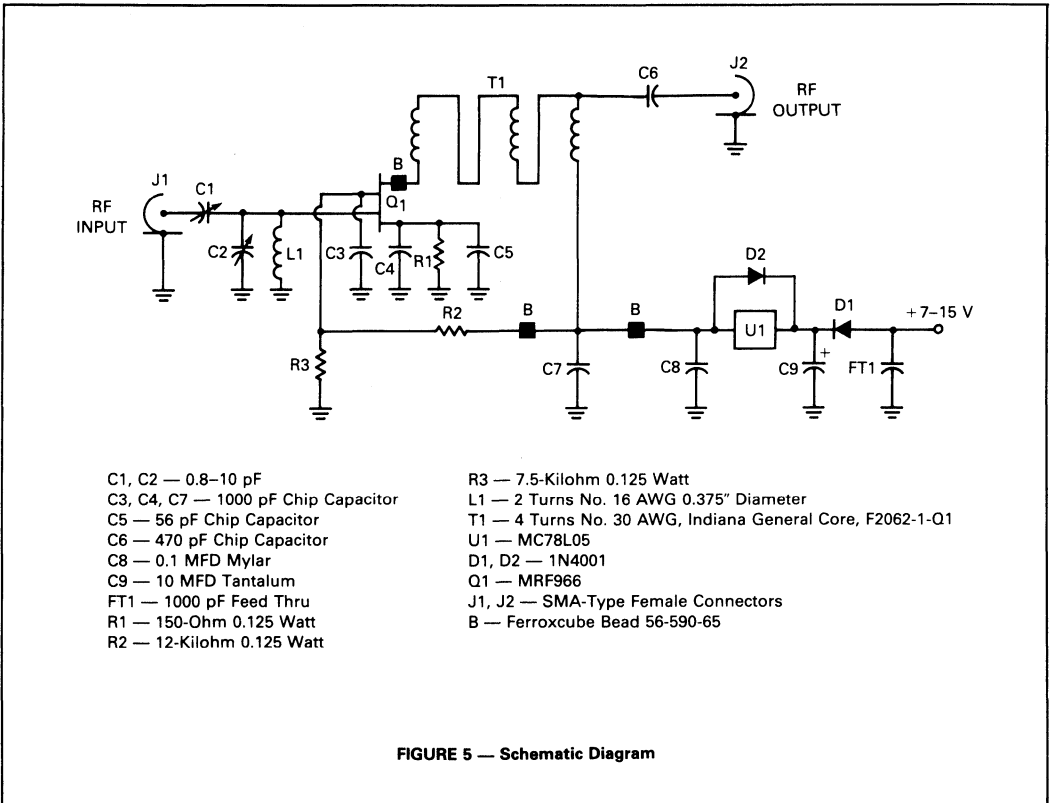 J2
T1
C6
RF
OUTPUT
B
J1
C1
Q1
RF
INPUT
C2
L1
C3
C4
R1
C5
D2
R2
B
B
D1
+7–15 V
U1
R3
C7
C8
C9
+
FT1
C1, C2 — 0.8–10 pF
C3, C4, C7 — 1000 pF Chip Capacitor
C5 — 56 pF Chip Capacitor
C6 — 470 pF Chip Capacitor
C8 — 0.1 MFD Mylar
C9 — 10 MFD Tantalum
FT1 — 1000 pF Feed Thru
R1 — 150-Ohm 0.125 Watt
R2 — 12-Kilohm 0.125 Watt
R3 — 7.5-Kilohm 0.125 Watt
L1 — 2 Turns No. 16 AWG 0.375″ Diameter
T1 — 4 Turns No. 30 AWG, Indiana General Core, F2062-1-Q1
U1 — MC78L05
D1, D2 — 1N4001
Q1 — MRF966
J1, J2 — SMA-Type Female Connectors
B — Ferroxcube Bead 56-590-65
FIGURE 5 — Schematic Diagram